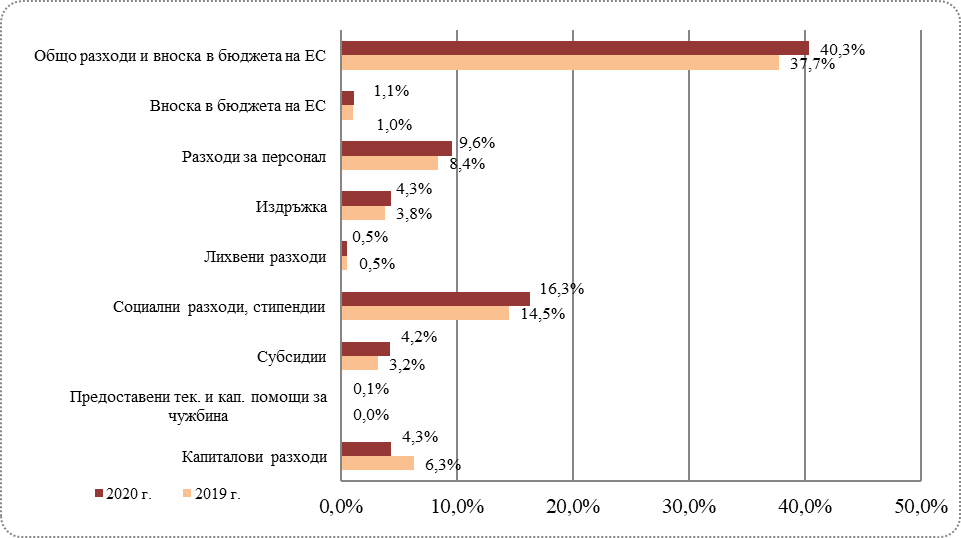 Общо разходи и вноска в бюджета на ЕС
40,3%
37,7%
Вноска в бюджета на ЕС
1,1%
1,0%
Разходи за персонал
9,6%
8,4%
Издръжка
4,3%
3,8%
Лихвени разходи
0,5%
0,5%
Социални разходи, стипендии
16,3%
14,5%
Субсидии
4,2%
3,2%
Предоставени тек. и кап. помощи за
чужбина
0,1%
0,0%
Капиталови разходи
4,3%
6,3%
2020 г. 2019 г.
0,0% 10,0% 20,0% 30,0% 40,0% 50,0%